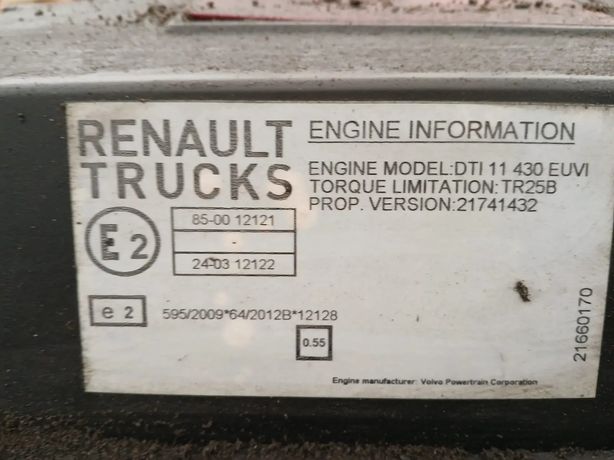 RENAULT
TRUCKS
ENGINE INFORMATION
ENGINE MODEL:DTI 11 430 EUVI
TORQUE LIMITATION:TR25B
PROP. VERSION:21741432
E2
85-00 12121
-
24-03 12122
e 2
595/2009*64/2012B*12128
0.55
21660170
Engine manufacturer: Volvo Powertrain Corporation